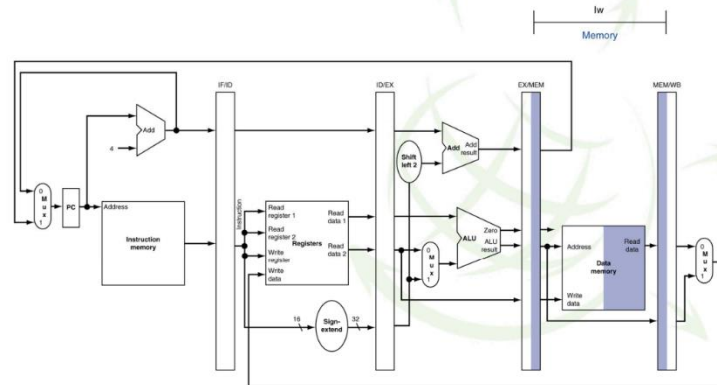 lw
Memory
IF/ID
ID/EX
EX/MEM
MEM/WB
Add
4
Shift
left 2
Add
Add
result
0
M
u
x
1
PC
Address
Instruction
memory
Instruction
Read
register 1
Read
register 2
Registers
Write
register
Write
data
Read
data 1
Read
data 2
0
M
u
x
1
Zero
ALU
ALU
result
Address
Read
data
Data
memory
Write
data
0
M
u
x
1
16
Sign-
extend
32